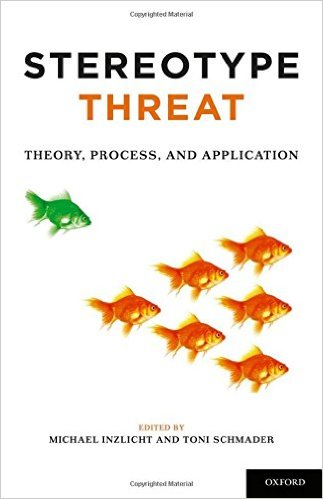 Copyrighted Material
STEREOTYPE
THREAT
THEORY, PROCESS, AND APPLICATION
EDITED BY
MICHAEL INZLICHT AND TONI SCHMADER
OXFORD
Copyrighted Material